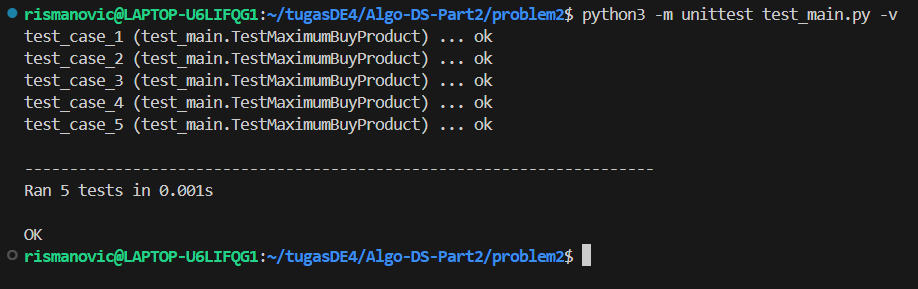 rismanovic@LAPTOP-U6LIFQG1:~/tugasDE4/Algo-DS-Part2/problem2$ python3 -m unittest test_main.py -v
test_case_1 (test_main.TestMaximumBuyProduct) ... ok
test_case_2 (test_main.TestMaximumBuyProduct) ... ok
test_case_3 (test_main.TestMaximumBuyProduct) ... ok
test_case_4 (test_main.TestMaximumBuyProduct) ... ok
test_case_5 (test_main.TestMaximumBuyProduct) ... ok
----------------------------------------------------------------------
Ran 5 tests in 0.001s
OK
rismanovic@LAPTOP-U6LIFQG1:~/tugasDE4/Algo-DS-Part2/problem2$